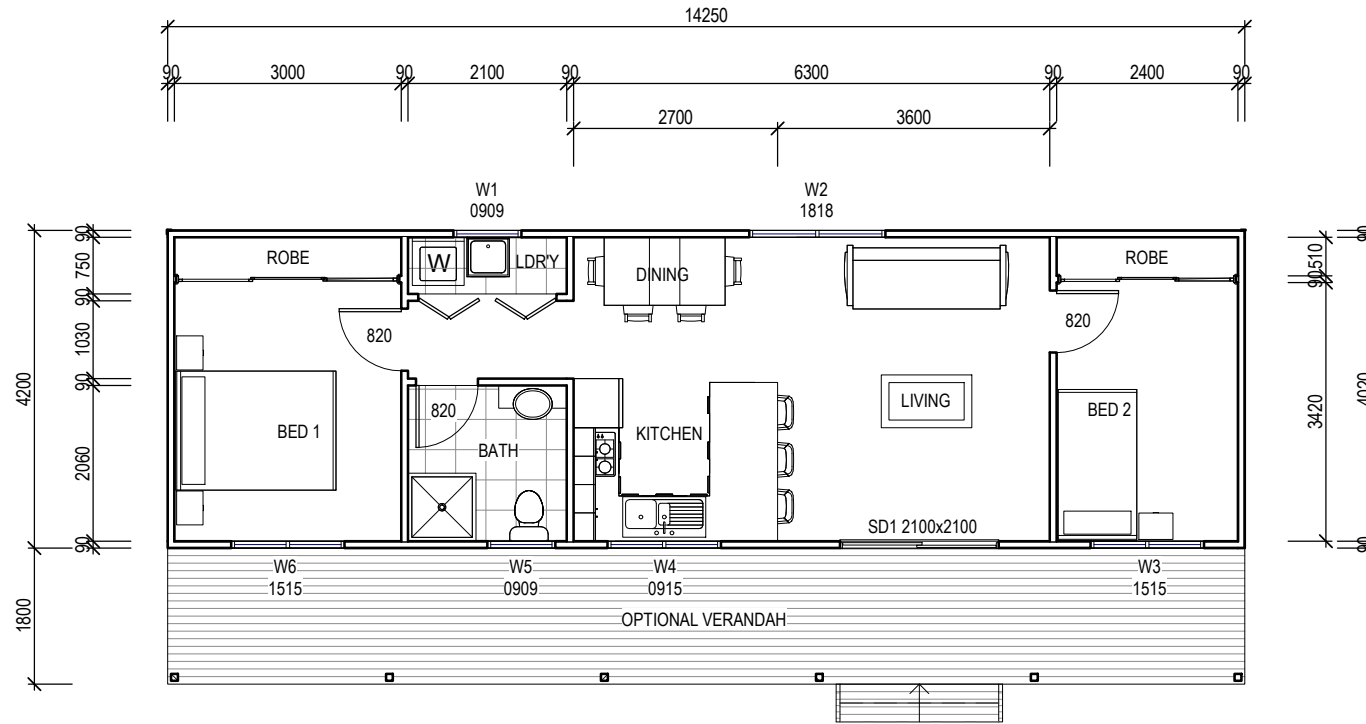 14250
90 3000 90 2100 90 6300 90 2400 90
2700 3600
W1
0909
W2
1818
90
750
90
1030
90
2060
90
4200
1800
ROBE
W
LDR'Y
DINING
ROBE
820
820
820
BED 1
BATH
KITCHEN
LIVING
BED 2
SD1 2100x2100
90
510
90
3420
90
4020
W6
1515
W5
0909
W4
0915
W3
1515
OPTIONAL VERANDAH